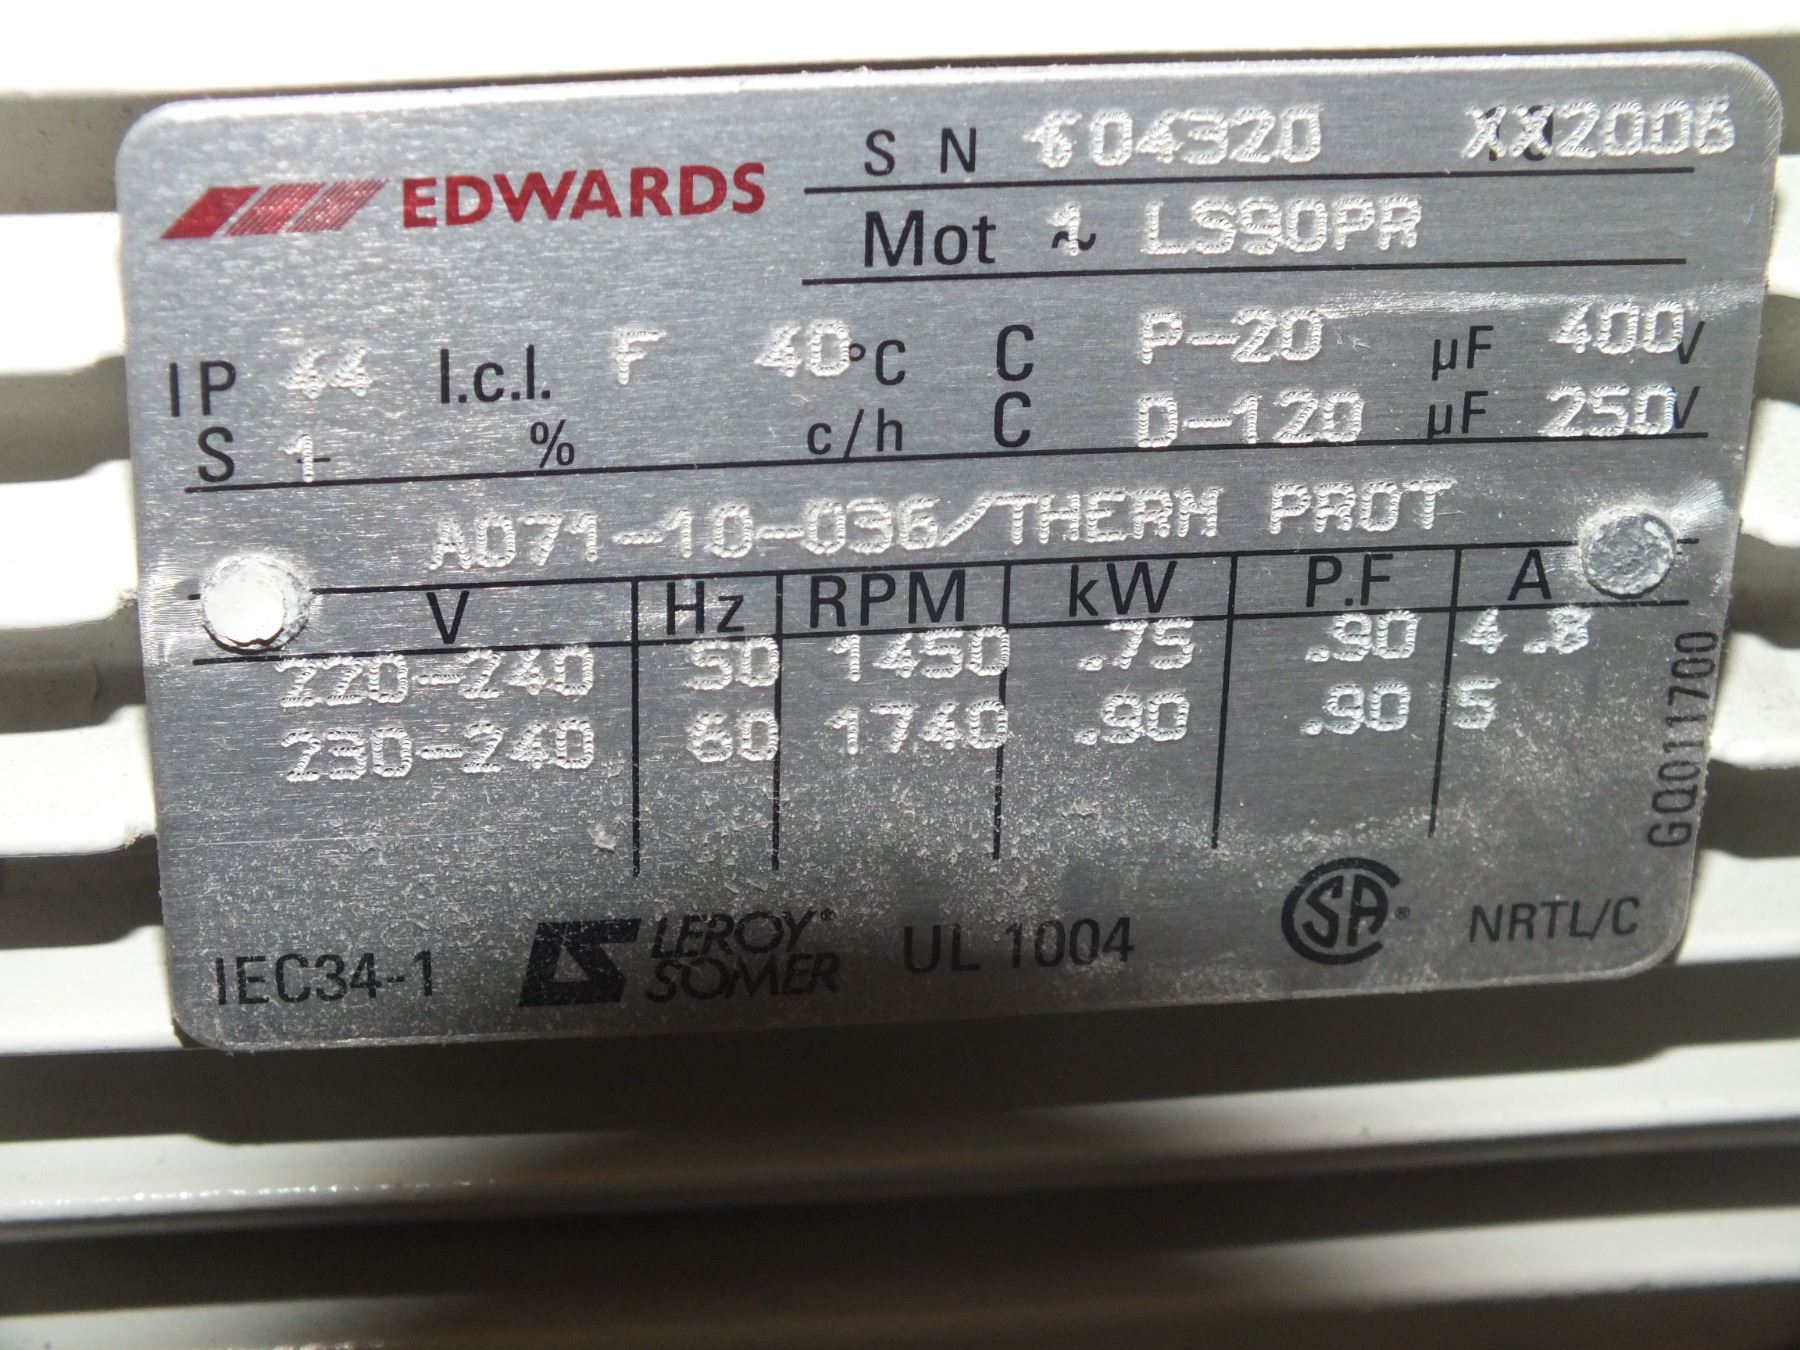 EDWARDS
S N 604320 XX2006
Mot 1~ LS90PR
IP 44 I.c.l. F 40°C C P-20 µF 400V
S 1 % c/h C D-120 µF 250V
A071-10-036/THERM PROT
V Hz RPM kW P.F A
220-240 50 1450 .75 .90 4.8
230-240 60 1740 .90 .90 5
GQ011700
IEC34-1 LS LEROY® SOMER UL 1004 SA® NRTL/C